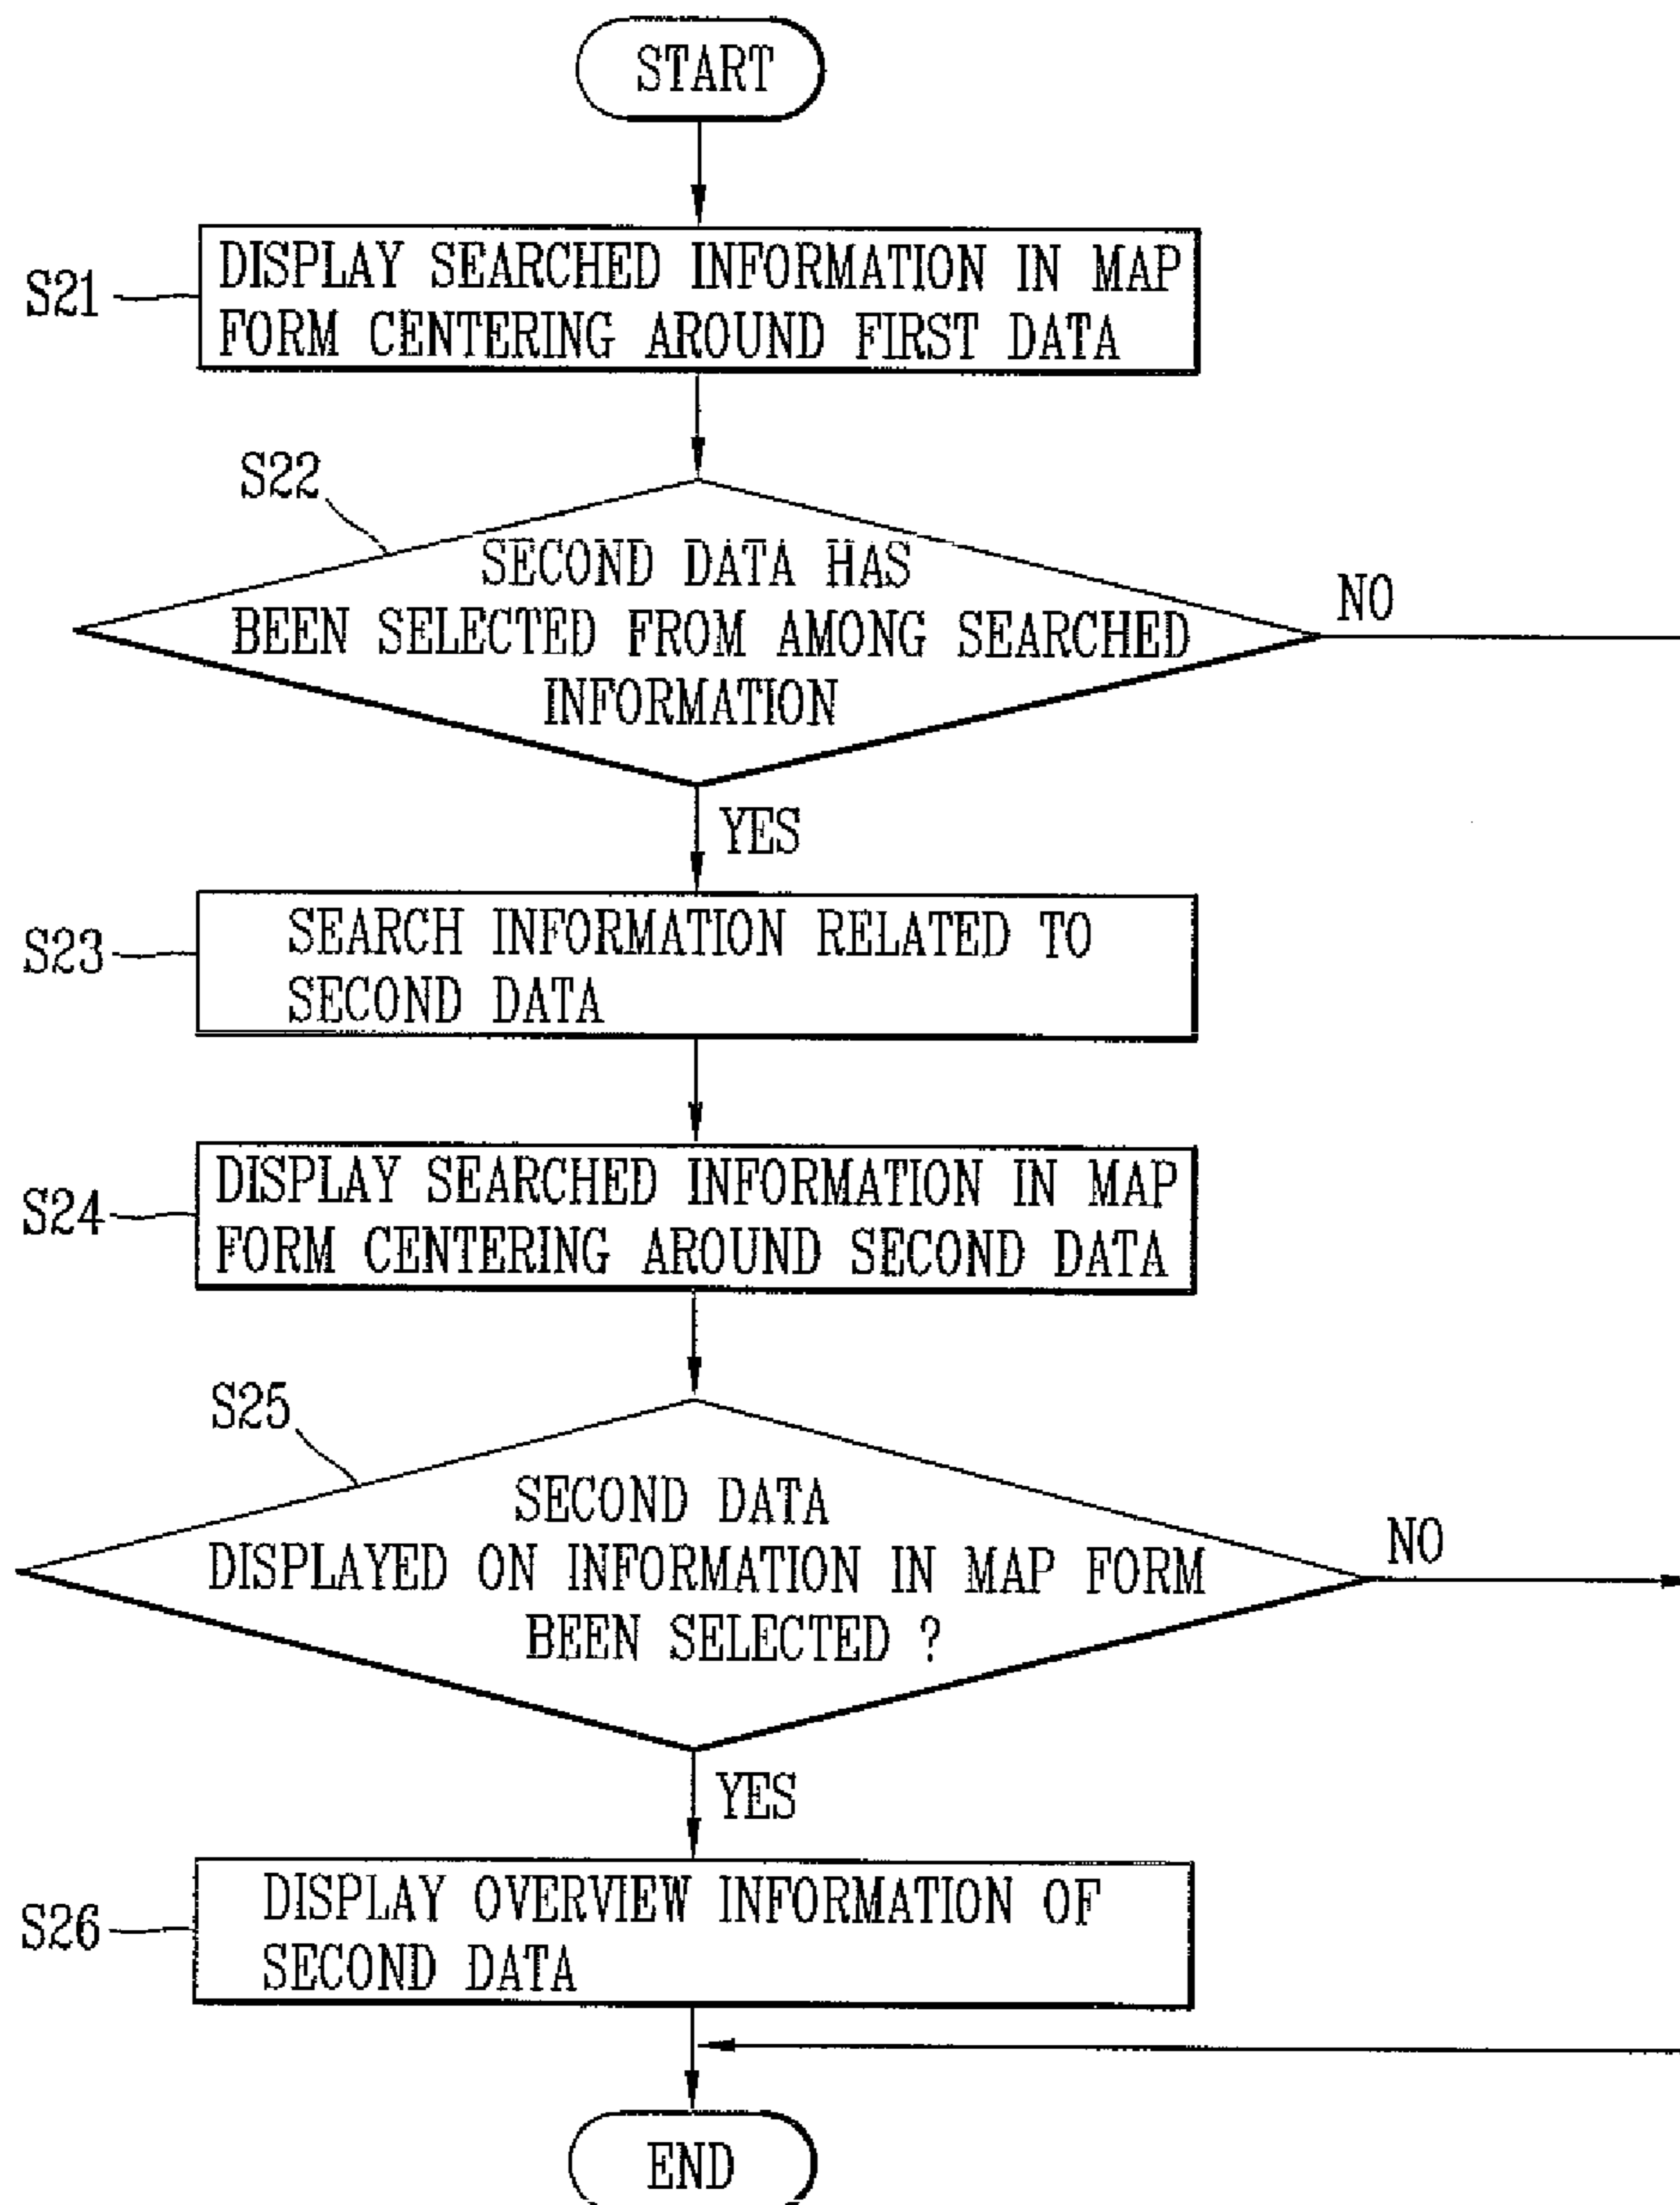 START
S21
DISPLAY SEARCHED INFORMATION IN MAP
FORM CENTERING AROUND FIRST DATA
S22
SECOND DATA HAS
BEEN SELECTED FROM AMONG SEARCHED
INFORMATION
NO
YES
S23
SEARCH INFORMATION RELATED TO
SECOND DATA
S24
DISPLAY SEARCHED INFORMATION IN MAP
FORM CENTERING AROUND SECOND DATA
S25
SECOND DATA
DISPLAYED ON INFORMATION IN MAP FORM
BEEN SELECTED ?
NO
YES
S26
DISPLAY OVERVIEW INFORMATION OF
SECOND DATA
END